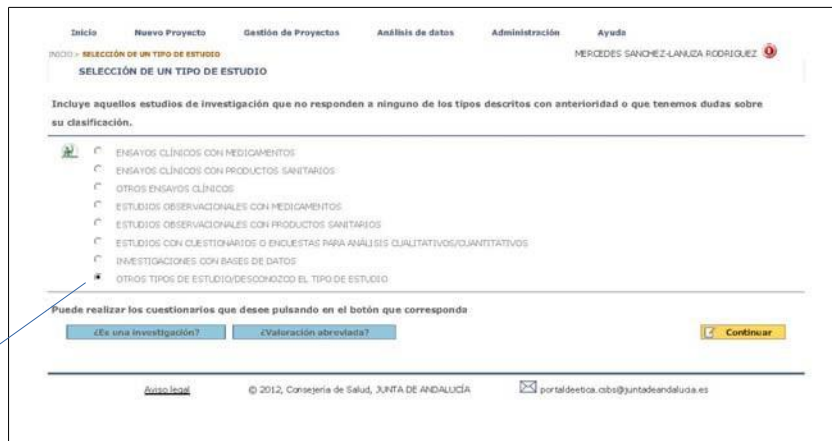 Inicio Nuevo Proyecto Gestión de Proyectos Análisis de datos Administración Ayuda
INICIO > SELECCIÓN DE UN TIPO DE ESTUDIO MERCEDES SANCHEZ-LANUZA RODRIGUEZ
SELECCIÓN DE UN TIPO DE ESTUDIO
Incluye aquellos estudios de investigación que no responden a ninguno de los tipos descritos con anterioridad o que tenemos dudas sobre
su clasificación.
ENSAYOS CLÍNICOS CON MEDICAMENTOS
ENSAYOS CLÍNICOS CON PRODUCTOS SANITARIOS
OTROS ENSAYOS CLÍNICOS
ESTUDIOS OBSERVACIONALES CON MEDICAMENTOS
ESTUDIOS OBSERVACIONALES CON PRODUCTOS SANITARIOS
ESTUDIOS CON CUESTIONARIOS O ENCUESTAS PARA ANÁLISIS CUALITATIVOS/CUANTITATIVOS
INVESTIGACIONES CON BASES DE DATOS
OTROS TIPOS DE ESTUDIO/DESCONOZCO EL TIPO DE ESTUDIO
Puede realizar los cuestionarios que desee pulsando en el botón que corresponda
¿Es una investigación? ¿Valoración abreviada? Continuar
Aviso legal © 2012, Consejería de Salud, JUNTA DE ANDALUCÍA portaldeetica.csbs@juntadeandalucia.es